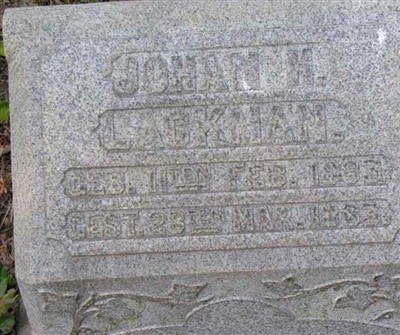 JOHAN H.
LACKMAN.
GEB. 11TEN FEB.
GEST. 28TEN MAR.